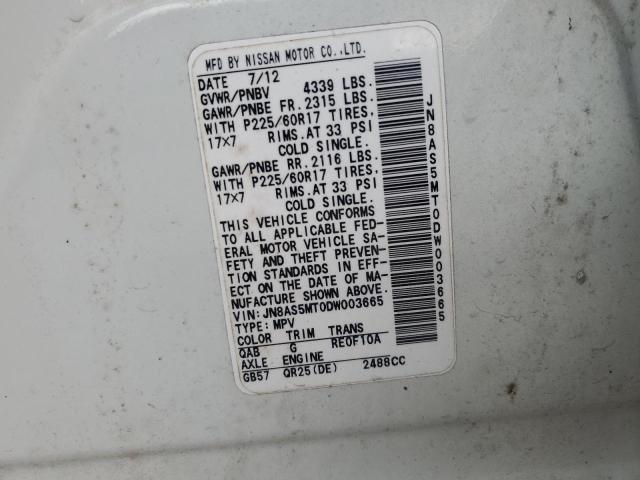 MFD BY NISSAN MOTOR CO.,LTD.
DATE 7/12
GVWR/PNBV 4339 LBS.
GAWR/PNBE FR. 2315 LBS.
WITH P225/60R17 TIRES,
17X7 RIMS. AT 33 PSI
COLD SINGLE.
GAWR/PNBE RR. 2116 LBS.
WITH P225/60R17 TIRES,
17X7 RIMS. AT 33 PSI
COLD SINGLE.
THIS VEHICLE CONFORMS
TO ALL APPLICABLE FED-
ERAL MOTOR VEHICLE SA-
FETY AND THEFT PREVEN-
TION STANDARDS IN EFF-
ECT ON THE DATE OF MA-
NUFACTURE SHOWN ABOVE.
VIN: JN8AS5MT0DW003665
TYPE: MPV
COLOR TRIM TRANS
QAB G RE0F10A
AXLE ENGINE
GB57 QR25(DE) 2488CC
JN8AS5MT0DW003665